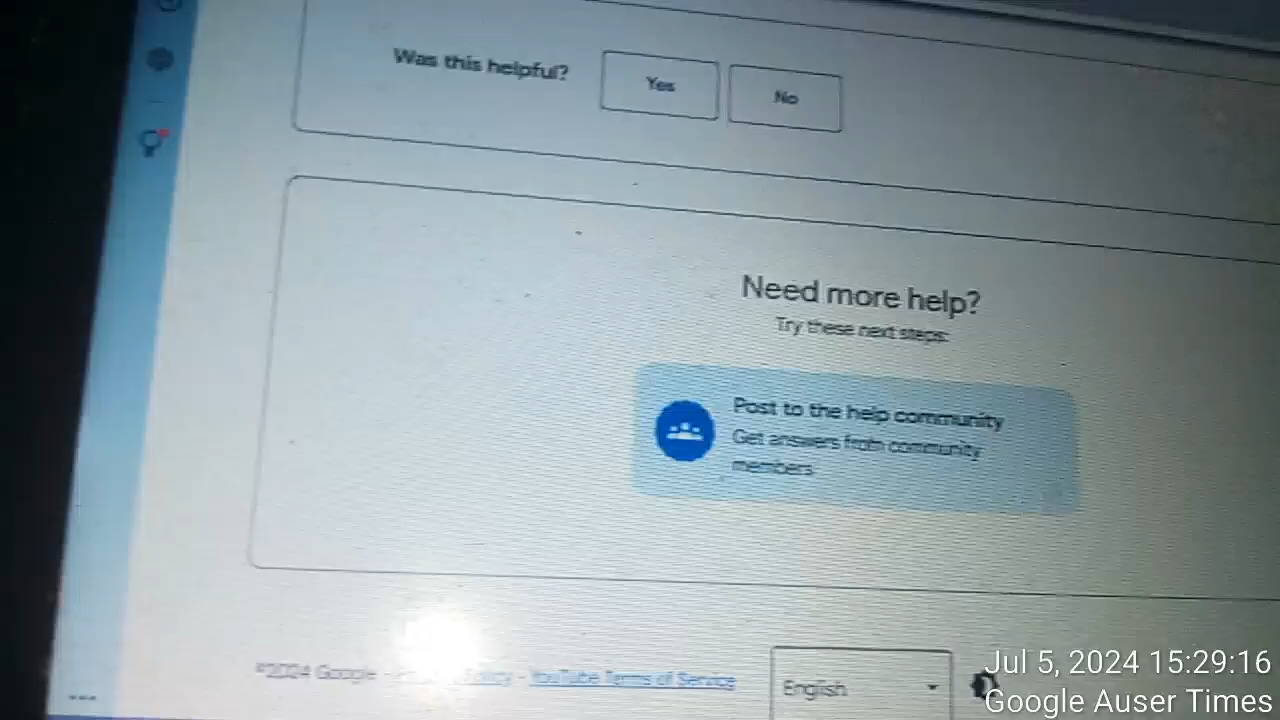 Was this helpful?
Yes
No
Need more help?
Try these next steps:
Post to the help community
Get answers from community
members
©2024 Google - Policy - YouTube Terms of Service
English
Jul 5, 2024 15:29:16
Google Auser Times